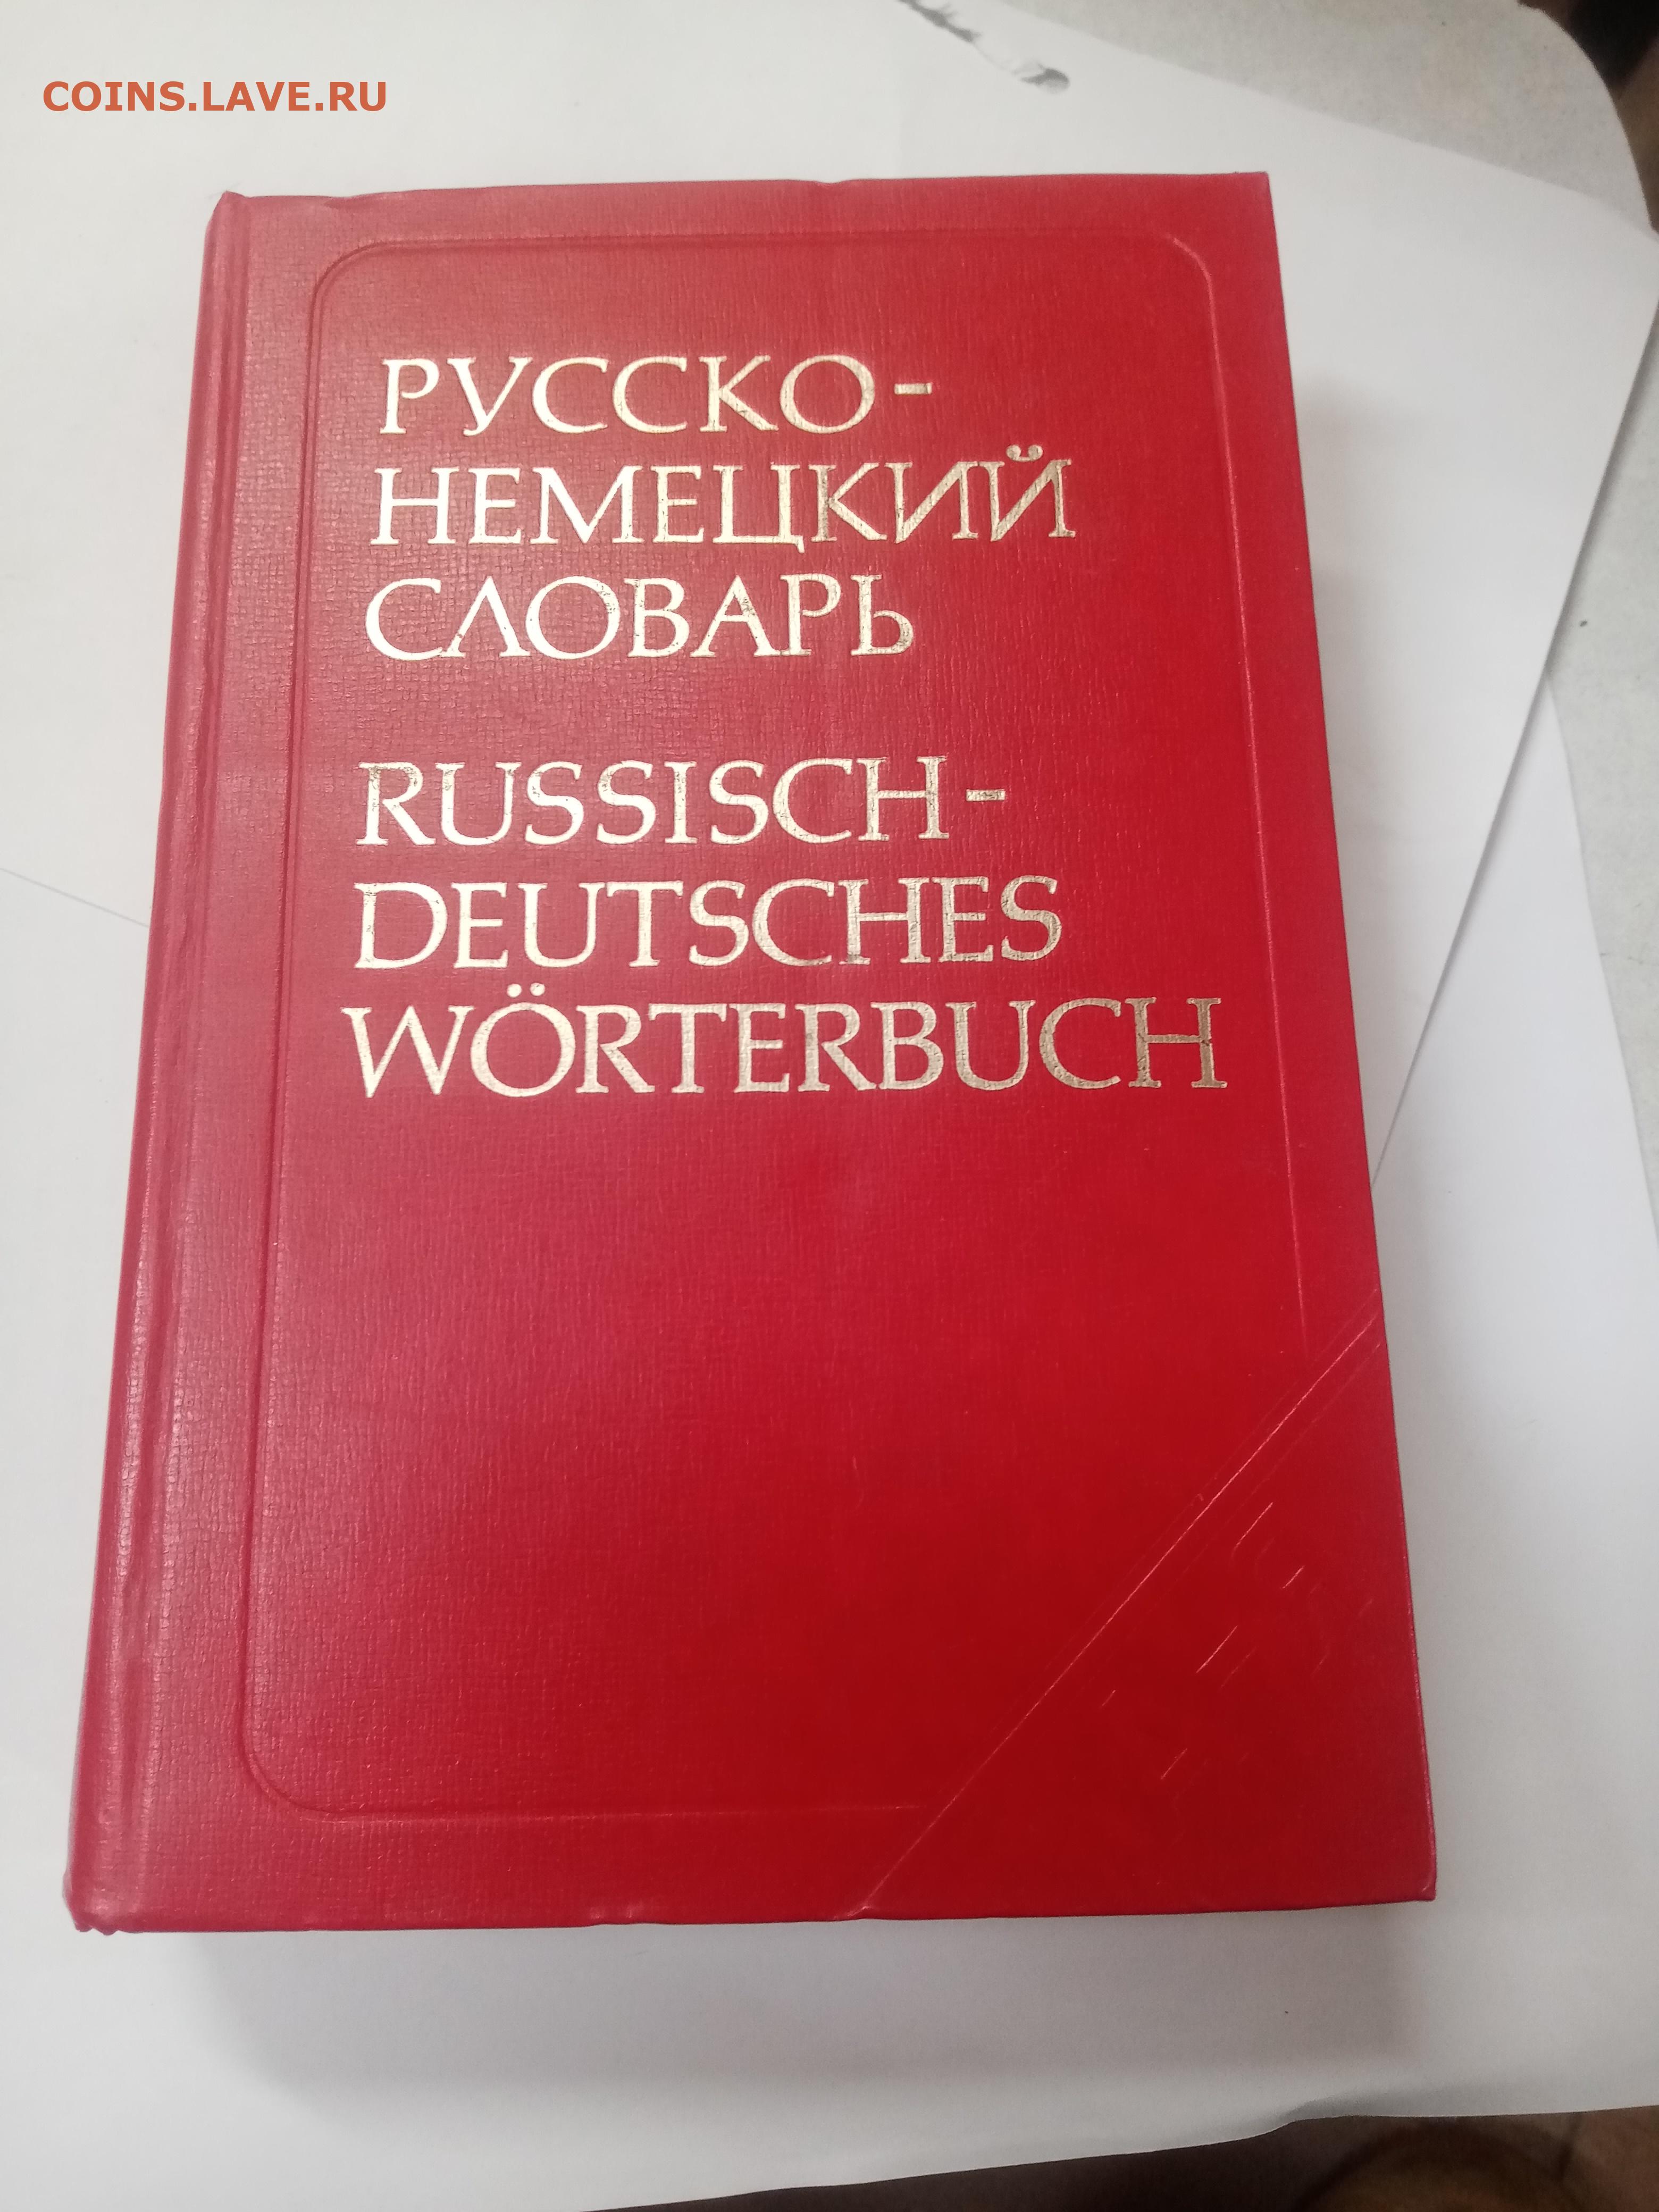 COINS.LAVE.RU
РУССКО-
НЕМЕЦКИЙ
СЛОВАРЬ
RUSSISCH-
DEUTSCHES
WÖRTERBUCH